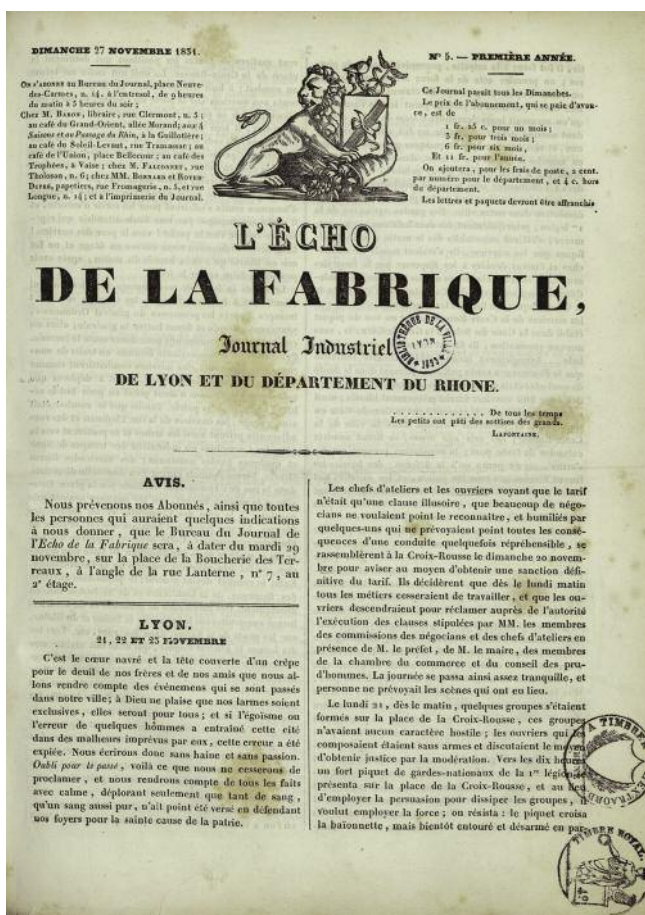 DIMANCHE 27 NOVEMBRE 1831.
On s'abonne au Bureau du Journal, place Neuve-
des-Carmes, n. 14, à l'entresol, de 9 heures
du matin à 5 heures du soir ;
Chez M. Baron, libraire, rue Clermont, n. 5 ;
au café du Grand-Orient, allée Morand; aux 4
Saisons et au Passage du Rhin, à la Guillotière ;
au café du Soleil-Levant, rue Tramassac ; au
café de l'Union, place Bellecour ; au café des
Trophées, à Vaise ; chez M. Falconnet, rue
Tholosan, n. 6 ; chez MM. Bornard et Royer-
Dupré, papetiers, rue Fromagerie, n. 5, et rue
Longue, n. 14 ; et à l'imprimerie du Journal.
N° 5. — PREMIÈRE ANNÉE.
Ce Journal paraît tous les Dimanches.
Le prix de l'abonnement, qui se paie d'avan-
ce, est de
1 fr. 25 c. pour un mois ;
3 fr. pour trois mois ;
6 fr. pour six mois,
Et 11 fr. pour l'année.
On ajoutera, pour les frais de poste, 2 cent.
par numéro pour le département, et 4 c. hors
du département.
Les lettres et paquets devront être affranchis
L'ÉCHO
DE LA FABRIQUE,
Journal Industriel
DE LYON ET DU DÉPARTEMENT DU RHONE.
BIBLIOTHÈQUE DE LA VILLE
. . . . . . . . . . . . . De tous les temps
Les petits ont pâti des sottises des grands.
LAFONTAINE.
AVIS.
Nous prévenons nos Abonnés, ainsi que toutes
les personnes qui auraient quelques indications
à nous donner, que le Bureau du Journal de
l'Echo de la Fabrique sera, à dater du mardi 29
novembre, sur la place de la Boucherie des Ter-
reaux, à l'angle de la rue Lanterne, n° 7, au
2e étage.
LYON.
21, 22 ET 23 NOVEMBRE
C'est le cœur navré et la tête couverte d'un crêpe
pour le deuil de nos frères et de nos amis que nous al-
lons rendre compte des événemens qui se sont passés
dans notre ville ; à Dieu ne plaise que nos larmes soient
exclusives, elles seront pour tous ; et si l'égoïsme ou
l'erreur de quelques hommes a entraîné cette cité
dans des malheurs imprévus par eux, cette erreur a été
expiée. Nous écrirons donc sans haine et sans passion.
Oubli pour le passé, voilà ce que nous ne cesserons de
proclamer, et nous rendrons compte de tous les faits
avec calme, déplorant seulement que tant de sang,
qu'un sang aussi pur, n'ait point été versé en défendant
nos foyers pour la sainte cause de la patrie.
Les chefs d'ateliers et les ouvriers voyant que le tarif
n'était qu'une clause illusoire, que beaucoup de négo-
cians ne voulaient point le reconnaître, et humiliés par
quelques-uns qui ne prévoyaient point toutes les consé-
quences d'une conduite quelquefois répréhensible, se
rassemblèrent à la Croix-Rousse le dimanche 20 novem-
bre pour aviser au moyen d'obtenir une sanction défi-
nitive du tarif. Ils décidèrent que dès le lundi matin
tous les métiers cesseraient de travailler, et que les ou-
vriers descendraient pour réclamer auprès de l'autorité
l'exécution des clauses stipulées par MM. les membres
des commissions des négocians et des chefs d'ateliers en
présence de M. le préfet, de M. le maire, des membres
de la chambre du commerce et du conseil des pru-
d'hommes. La journée se passa ainsi assez tranquille, et
personne ne prévoyait les scènes qui ont eu lieu.
Le lundi 21, dès le matin, quelques groupes s'étaient
formés sur la place de la Croix-Rousse, ces groupes
n'avaient aucun caractère hostile ; les ouvriers qui les
composaient étaient sans armes et discutaient le moyen
d'obtenir justice par la modération. Vers les dix heures
un fort piquet de gardes-nationaux de la 1re légion se
présenta sur la place de la Croix-Rousse, et au lieu
d'employer la persuasion pour dissiper les groupes, il
voulut employer la force ; on résista : le piquet croisa
la baïonnette, mais bientôt entouré et désarmé en par-
TIMBRE
EXTRAORD
TIMBRE ROYAL.